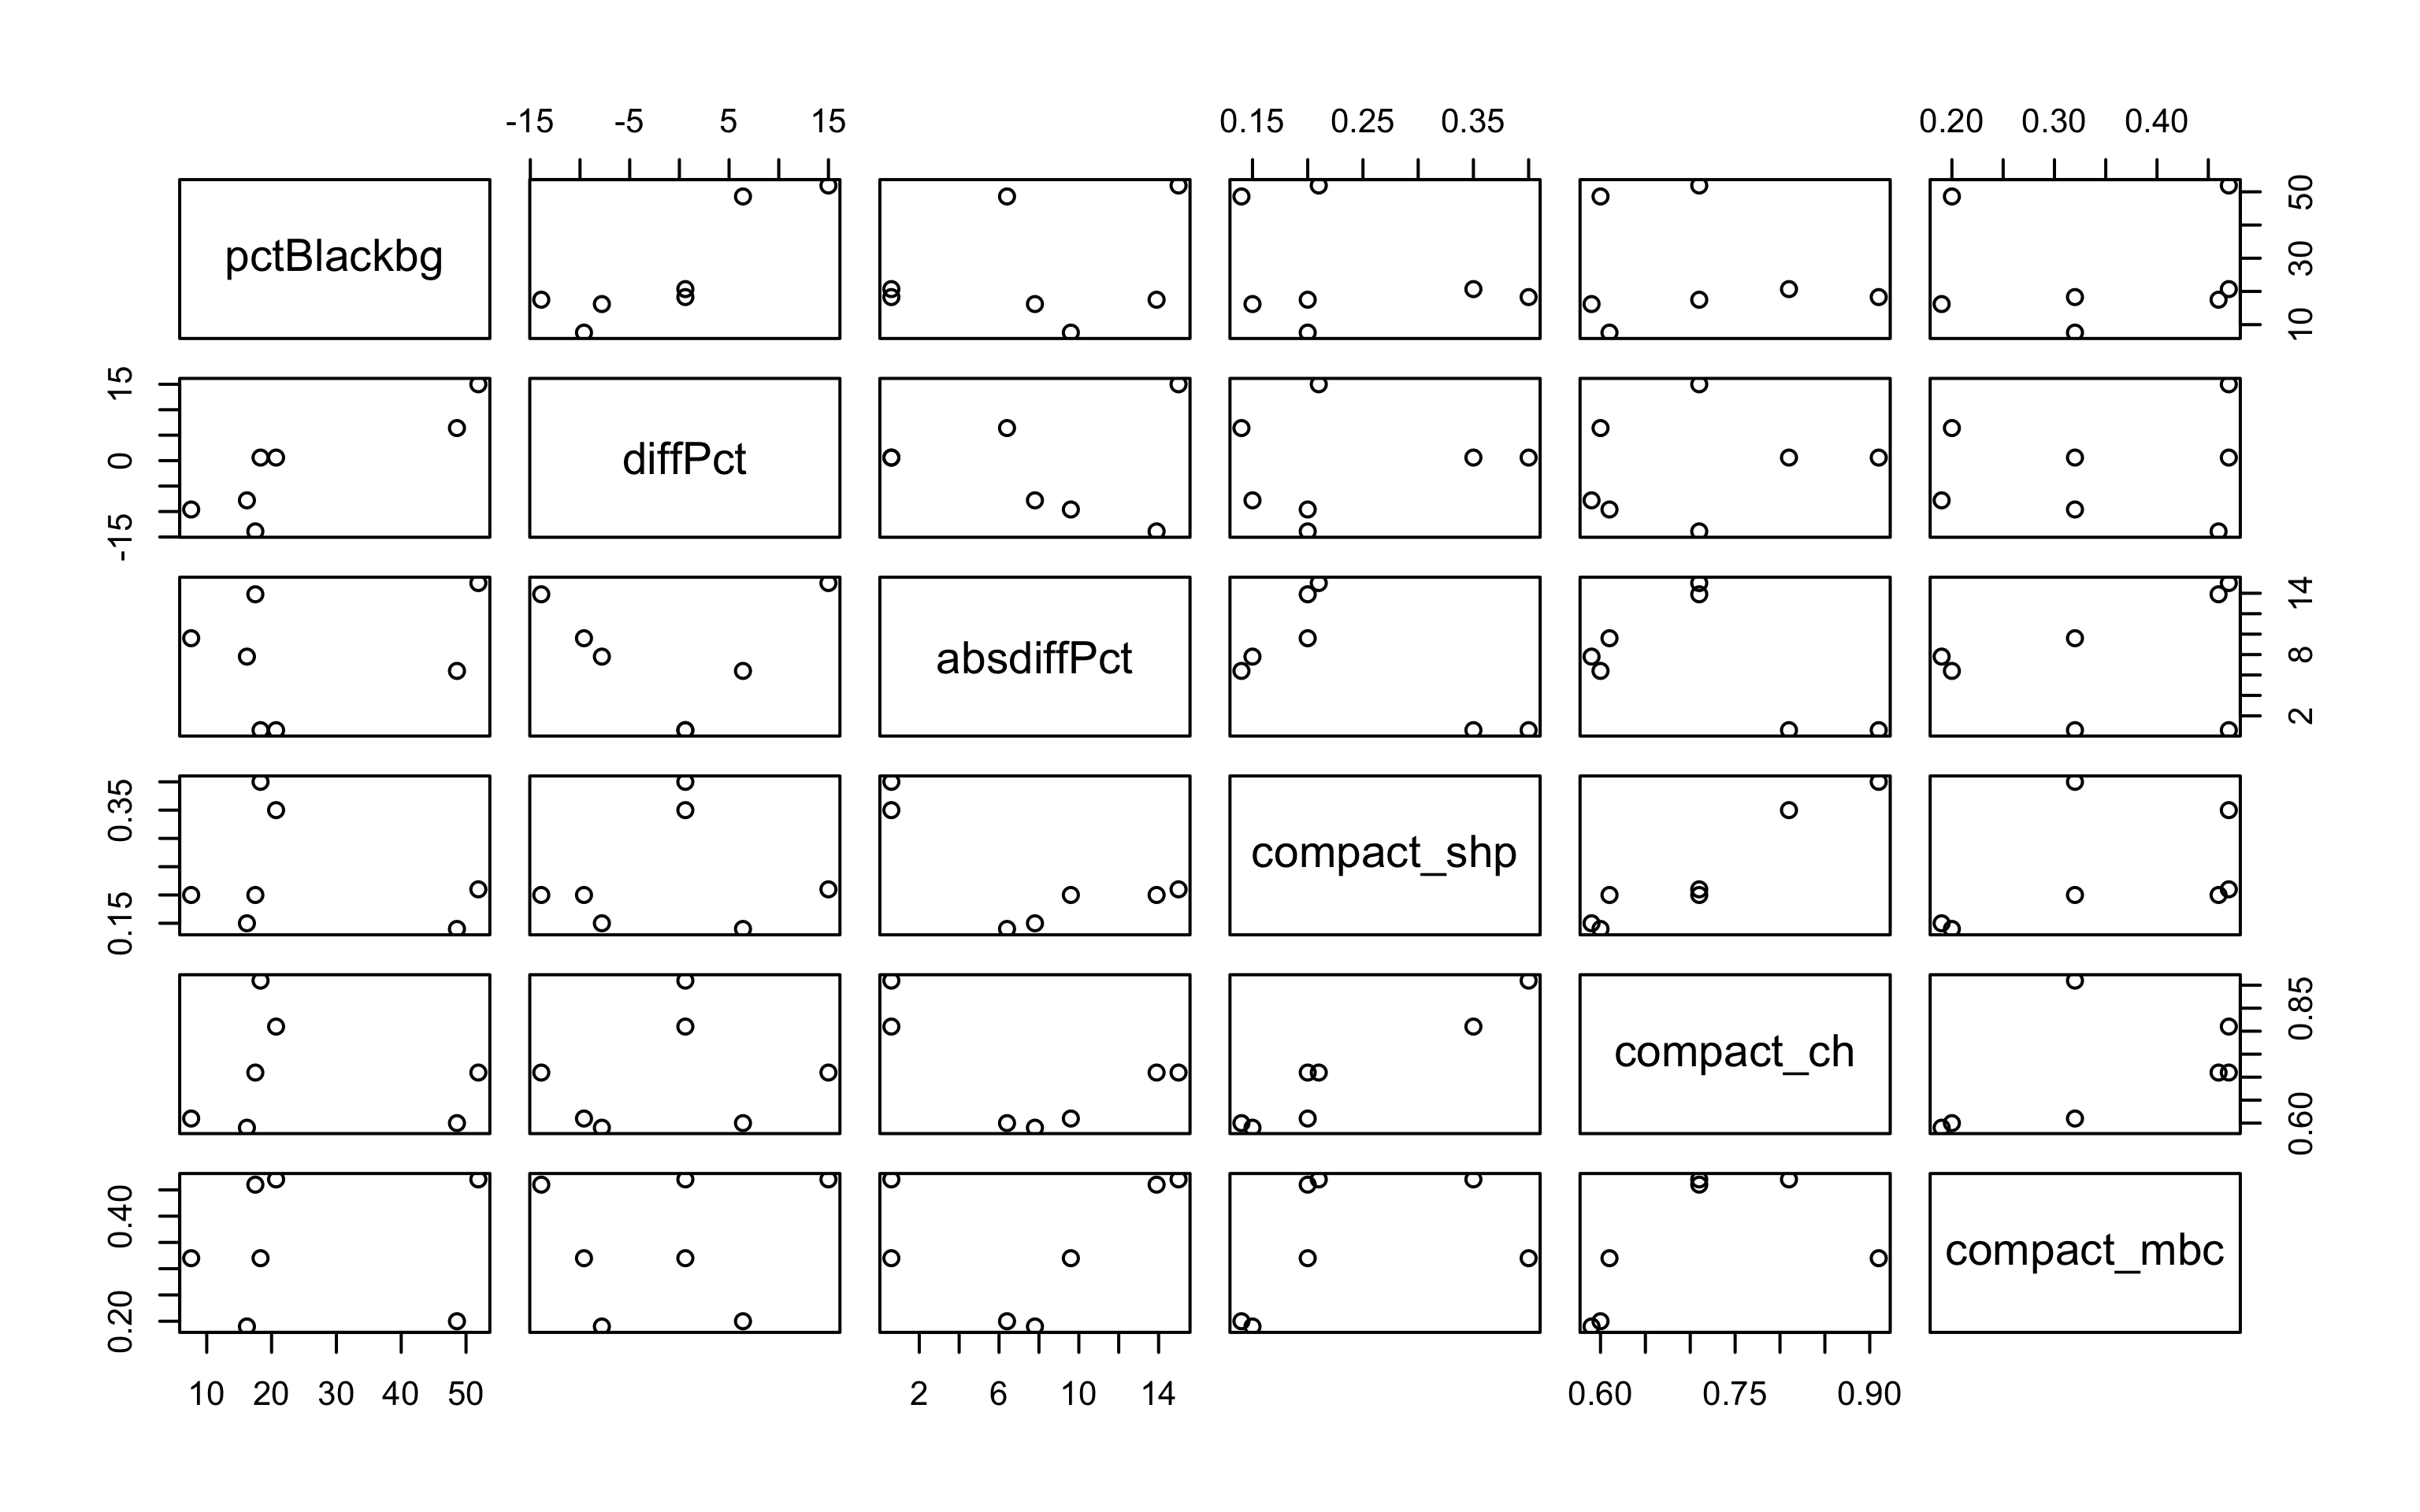 -15 -5 5 15 0.15 0.25 0.35 0.20 0.30 0.40
pctBlackbg 10 30 50
-15 0 15 diffPct
absdiffPct 2 8 14
0.15 0.35 compact_shp
compact_ch 0.60 0.85
0.20 0.40 compact_mbc
10 20 30 40 50 2 6 10 14 0.60 0.75 0.90